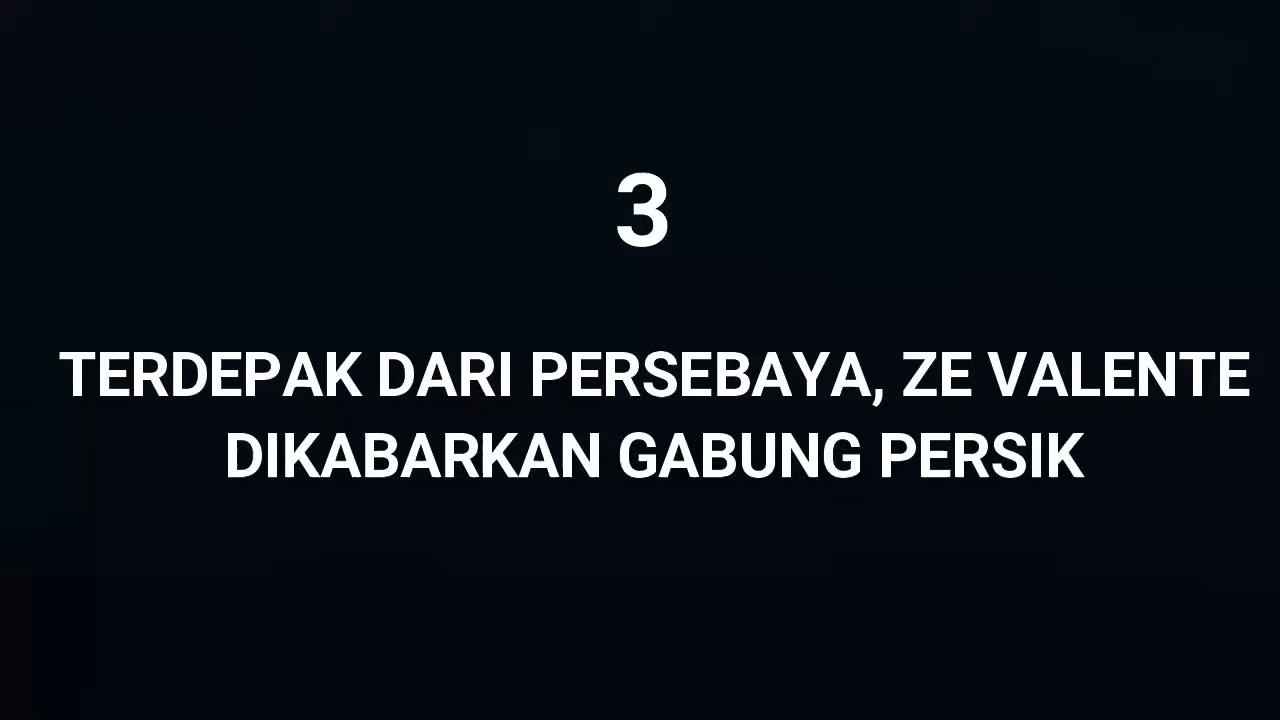 3
TERDEPAK DARI PERSEBAYA, ZE VALENTE
DIKABARKAN GABUNG PERSIK